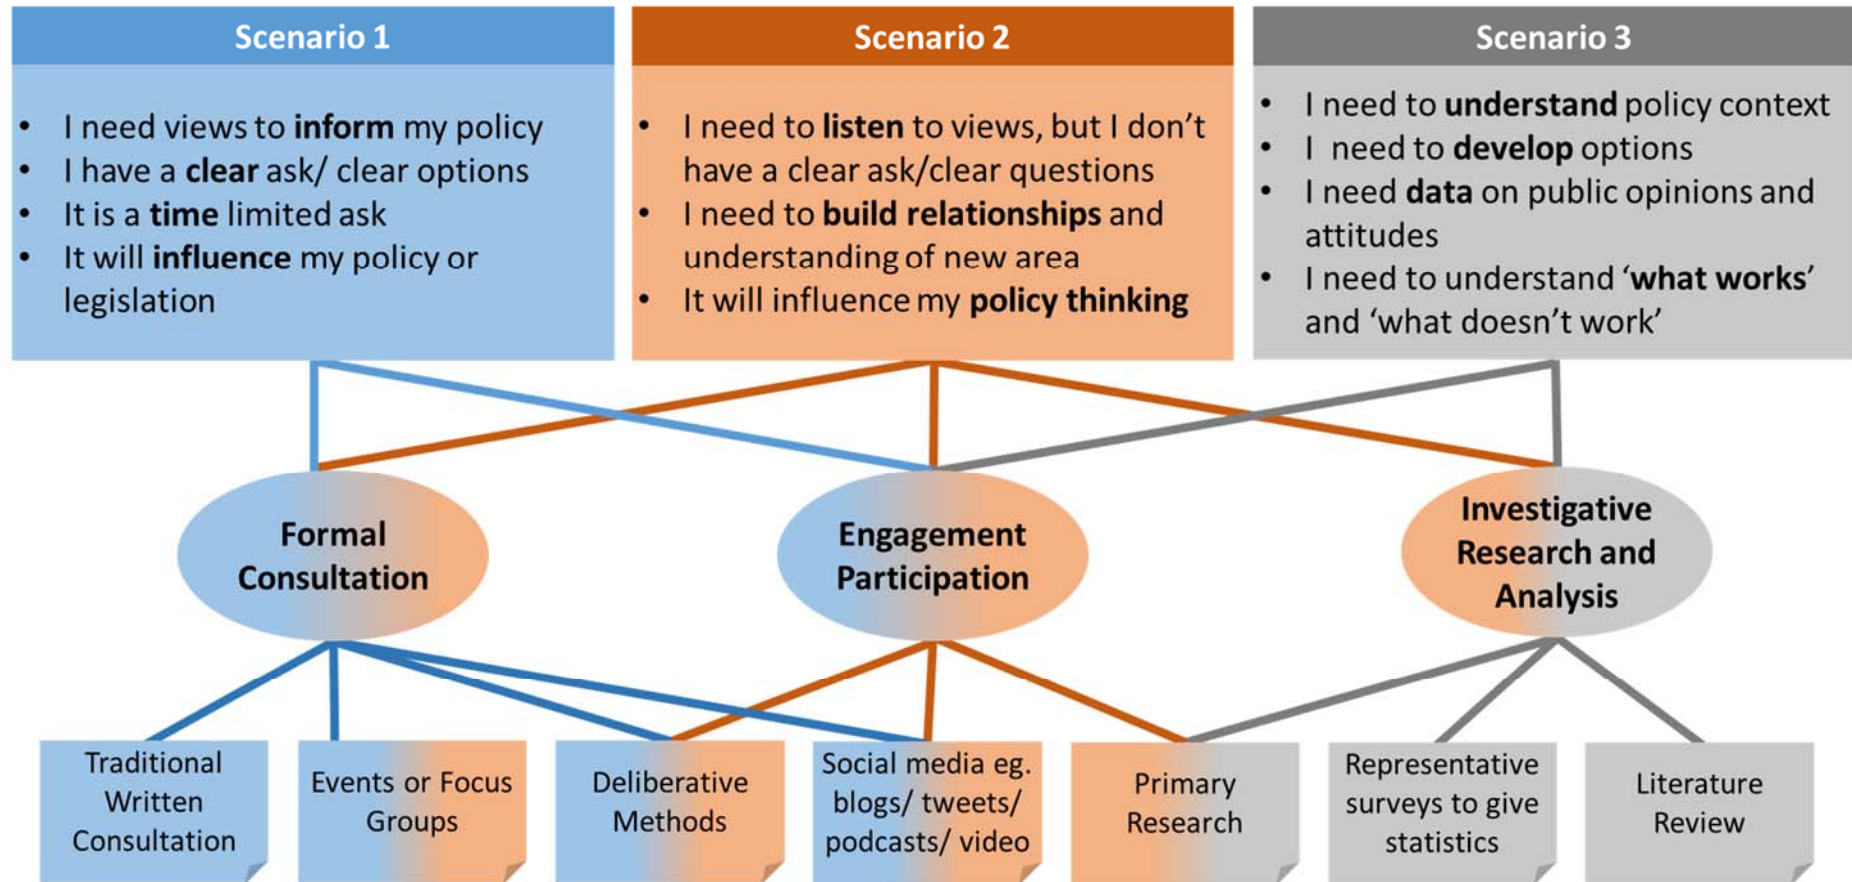 Scenario 1
• I need views to inform my policy
• I have a clear ask/ clear options
• It is a time limited ask
• It will influence my policy or
legislation
Scenario 2
• I need to listen to views, but I don't
have a clear ask/clear questions
• I need to build relationships and
understanding of new area
• It will influence my policy thinking
Scenario 3
• I need to understand policy context
• I need to develop options
• I need data on public opinions and
attitudes
• I need to understand ‘what works’
and ‘what doesn't work’
Formal
Consultation
Engagement
Participation
Investigative
Research and
Analysis
Traditional
Written
Consultation
Events or Focus
Groups
Deliberative
Methods
Social media eg.
blogs/ tweets/
podcasts/ video
Primary
Research
Representative
surveys to give
statistics
Literature
Review